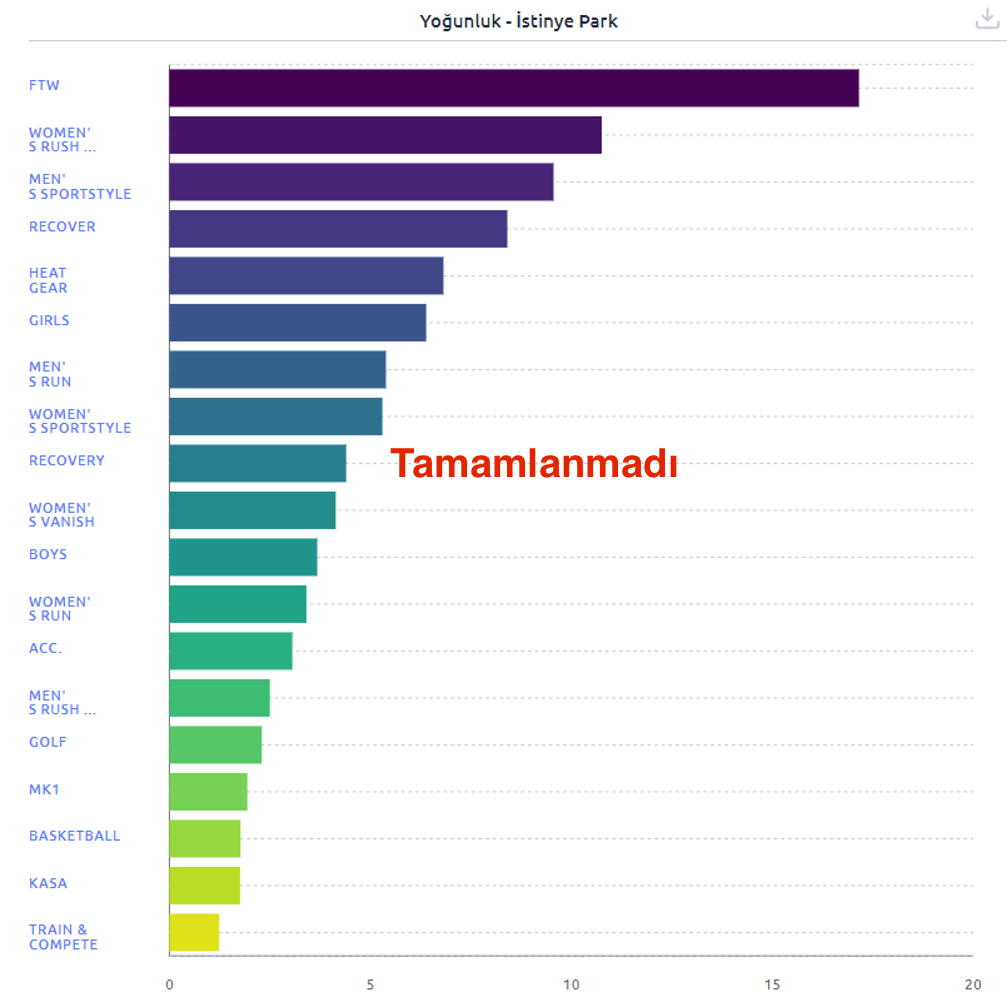 Yoğunluk - İstinye Park
FTW
WOMEN'
S RUSH ...
MEN'
S SPORTSTYLE
RECOVER
HEAT
GEAR
GIRLS
MEN'
S RUN
WOMEN'
S SPORTSTYLE
RECOVERY
Tamamlanmadı
WOMEN'
S VANISH
BOYS
WOMEN'
S RUN
ACC.
MEN'
S RUSH ...
GOLF
MK1
BASKETBALL
KASA
TRAIN &
COMPETE
0 5 10 15 20